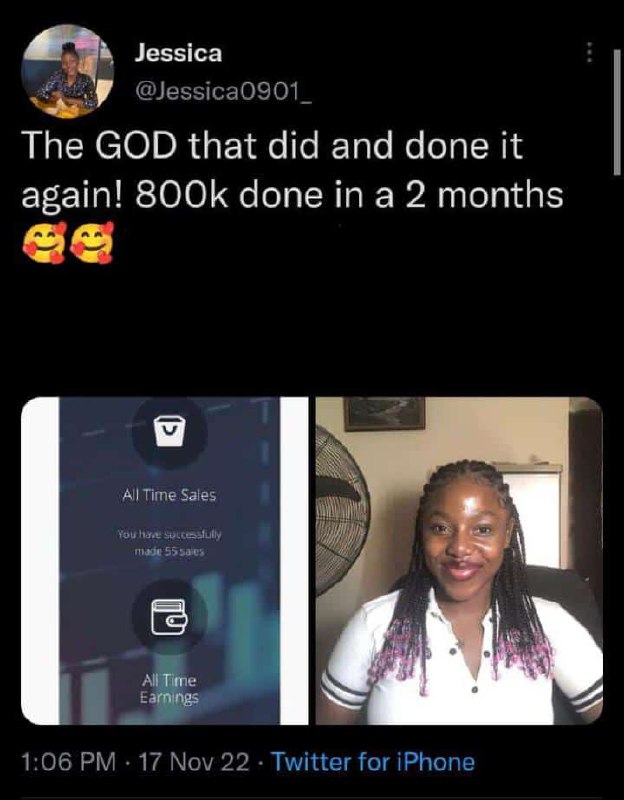 Jessica
@Jessica0901_
The GOD that did and done it
again! 800k done in a 2 months
🥰🥰
All Time Sales
You have successfully
made 55 sales
All Time
Earnings
1:06 PM · 17 Nov 22 · Twitter for iPhone